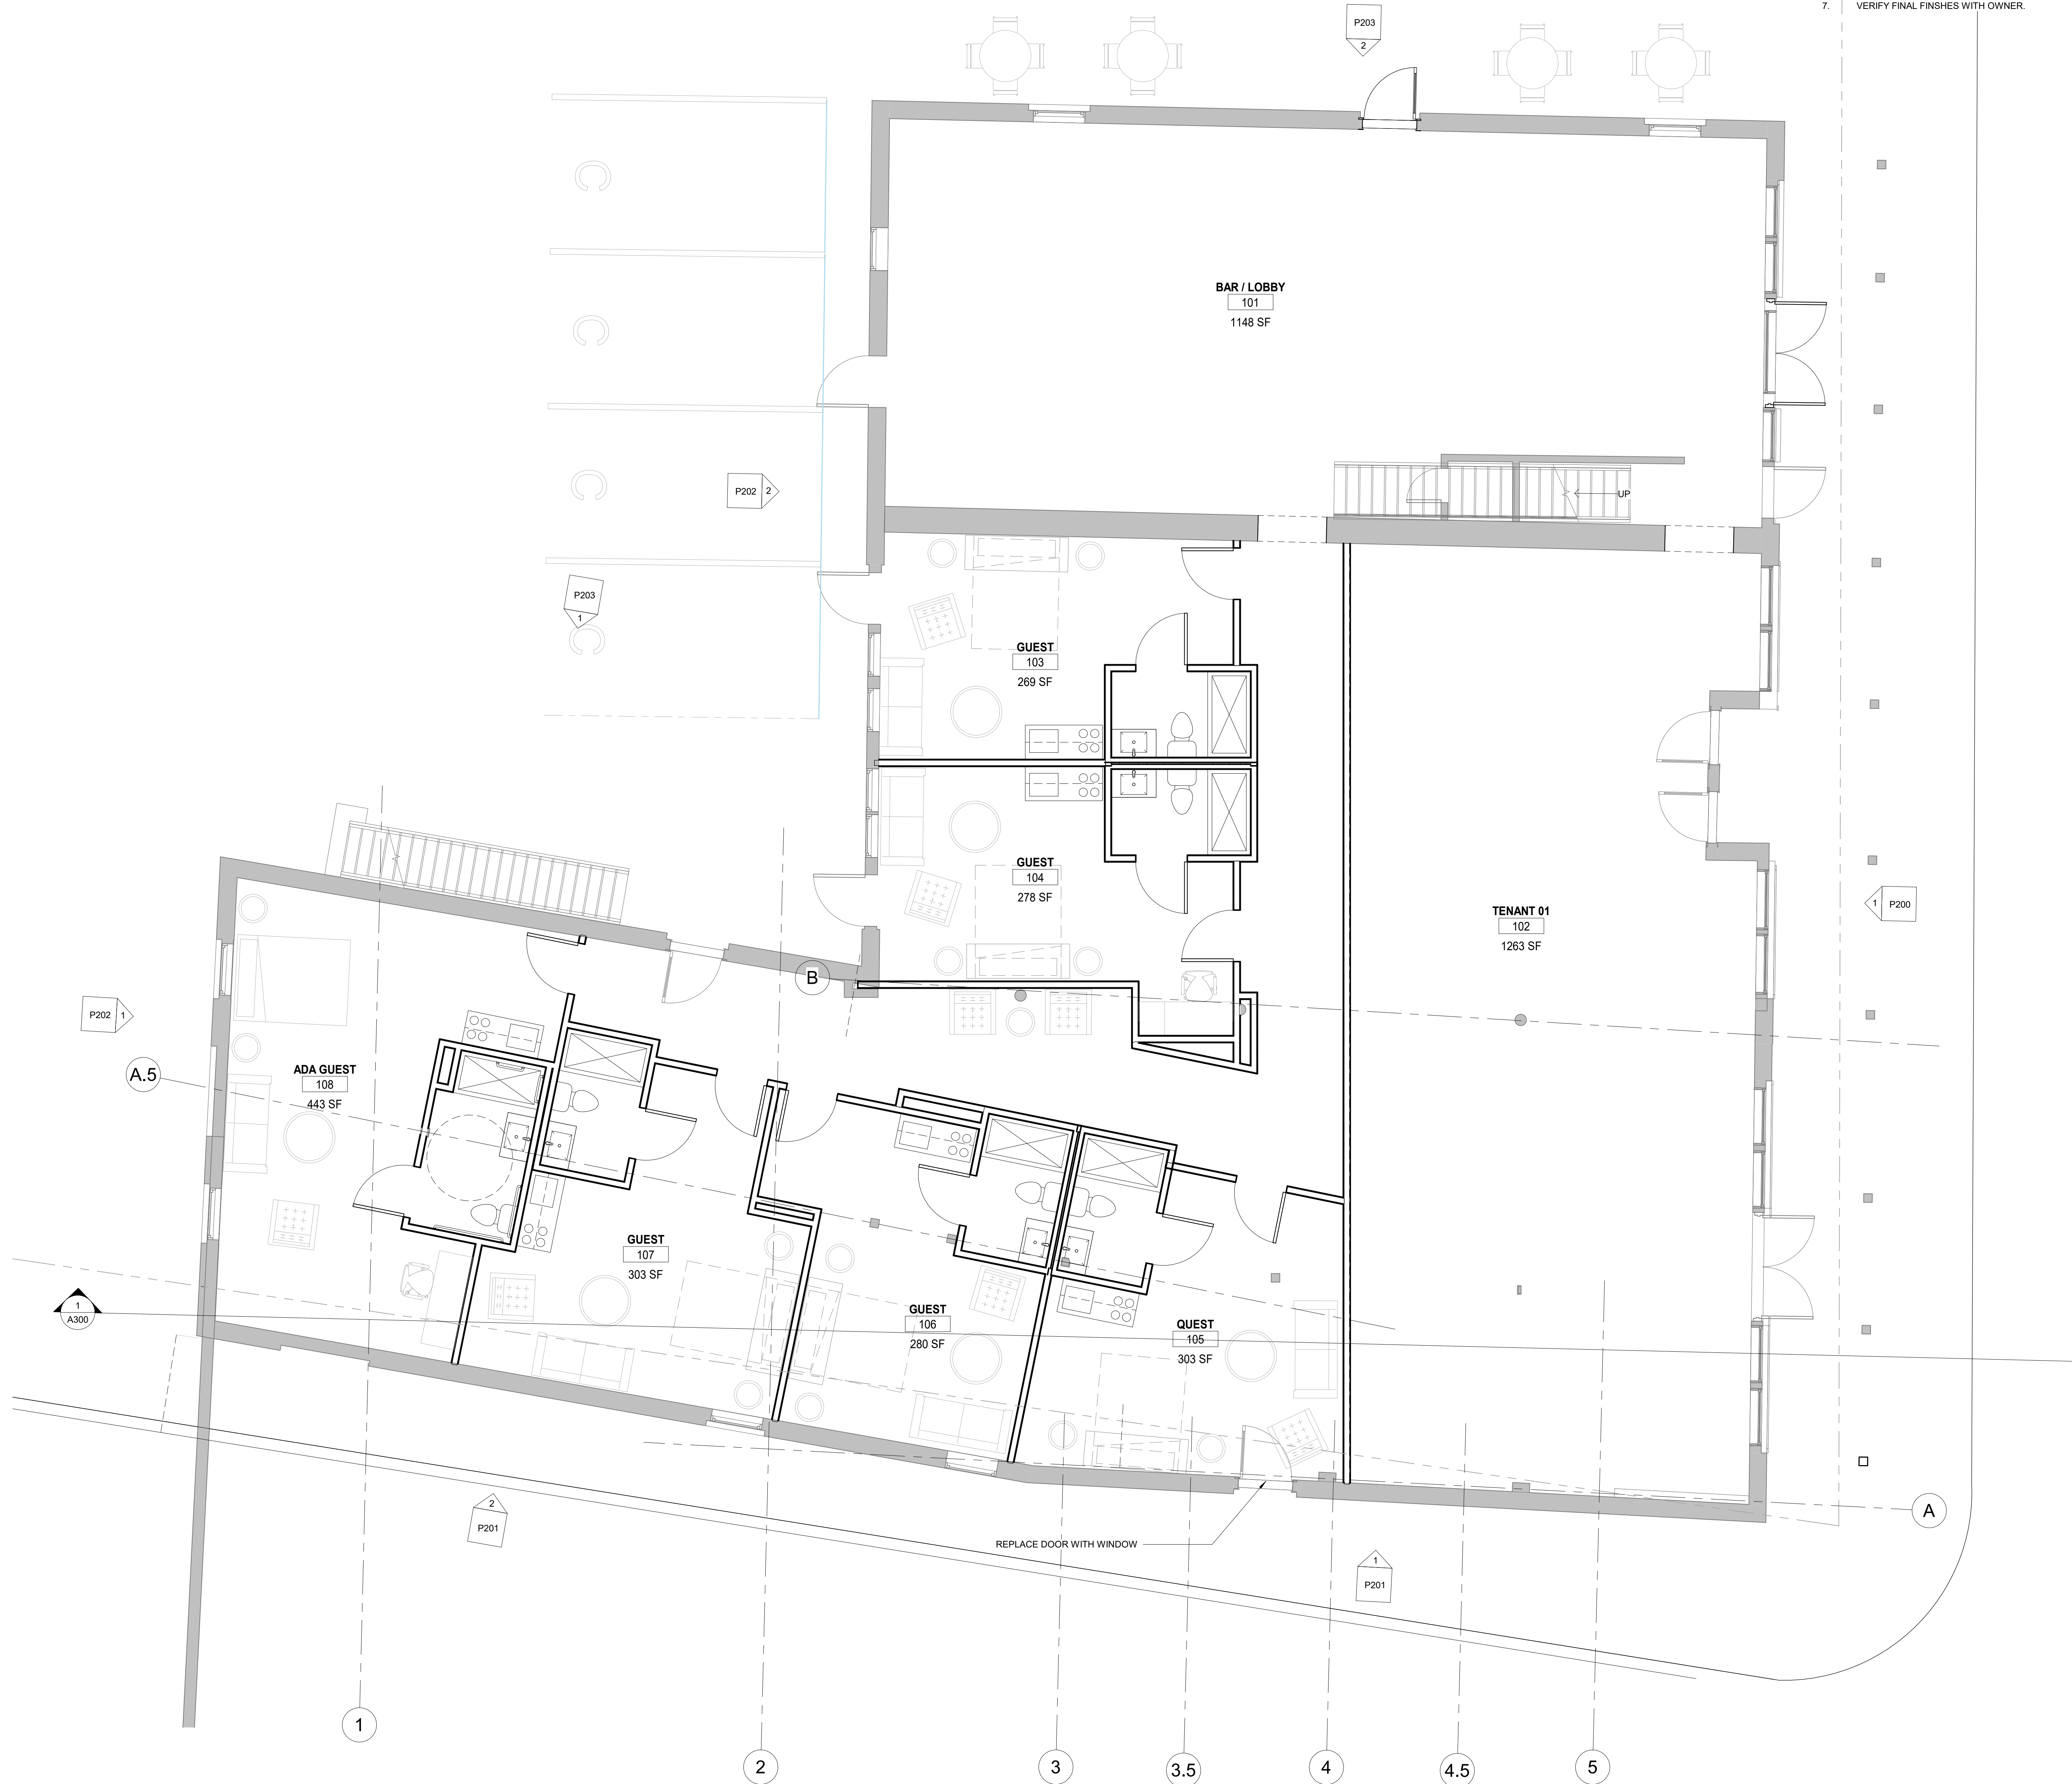 7. VERIFY FINAL FINSHES WITH OWNER.
P203
2
BAR / LOBBY
101
1148 SF
P202 2
UP
P203
1
GUEST
103
269 SF
GUEST
104
278 SF
TENANT 01
102
1263 SF
1 P200
B
P202 1
A.5
ADA GUEST
108
443 SF
GUEST
107
303 SF
GUEST
106
280 SF
QUEST
105
303 SF
1
A300
2
P201
REPLACE DOOR WITH WINDOW
1
P201
A
1
2
3
3.5
4
4.5
5